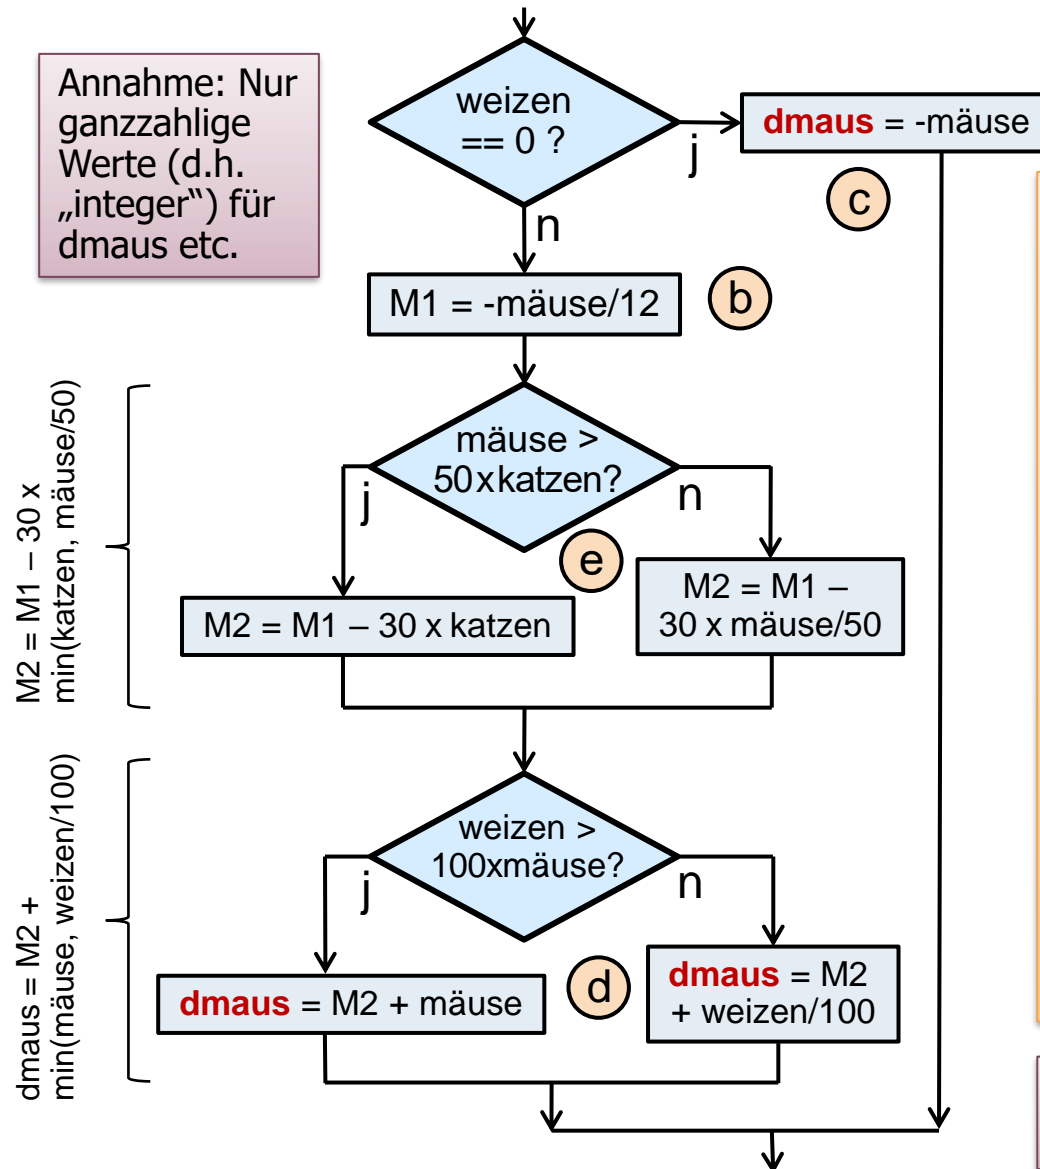 Annahme: Nur
ganzzahlige
Werte (d.h.
„integer“) für
dmaus etc.
weizen
== 0 ?
j
dmaus = -mäuse
c
n
M1 = -mäuse/12
b
M2 = M1 – 30 x
min(katzen, mäuse/50)
mäuse >
50xkatzen?
j
n
e
M2 = M1 – 30 x katzen
M2 = M1 –
30 x mäuse/50
dmaus = M2 +
min(mäuse, weizen/100)
weizen >
100xmäuse?
j
n
dmaus = M2 + mäuse
d
dmaus = M2
+ weizen/100